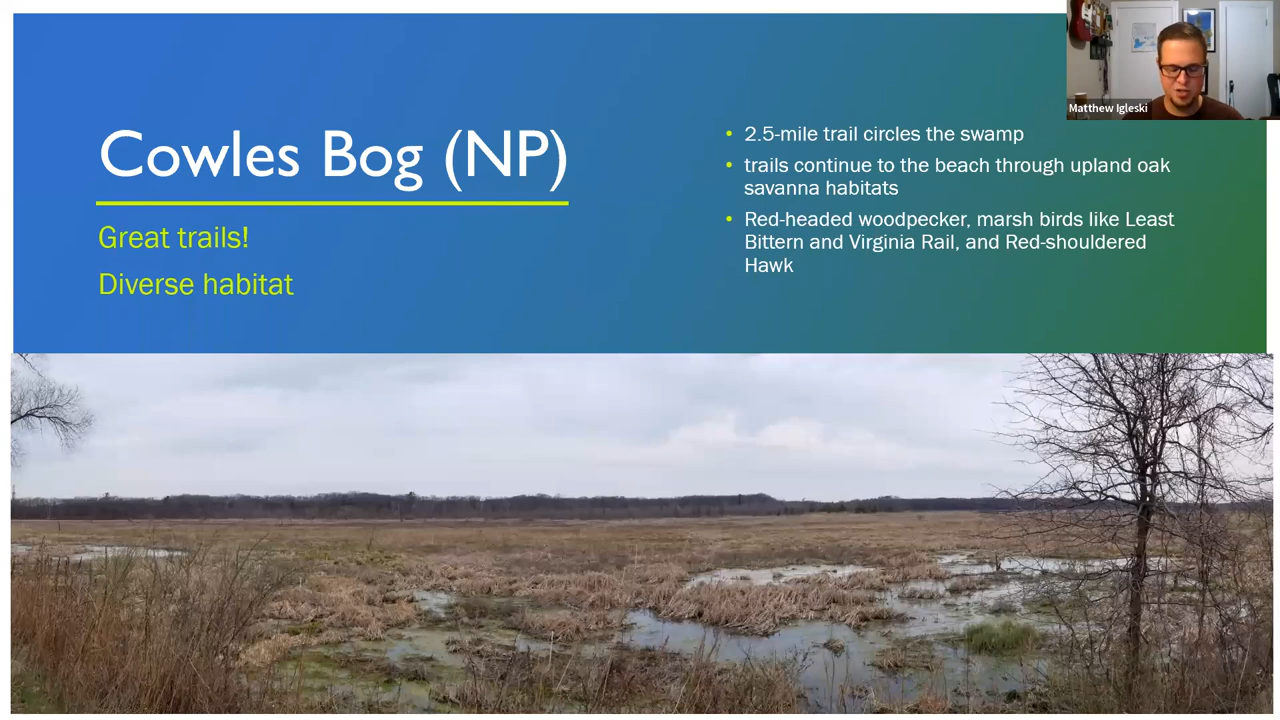 Cowles Bog (NP)
Great trails!
Diverse habitat
• 2.5-mile trail circles the swamp
• trails continue to the beach through upland oak
savanna habitats
• Red-headed woodpecker, marsh birds like Least
Bittern and Virginia Rail, and Red-shouldered
Hawk
Matthew Igleski